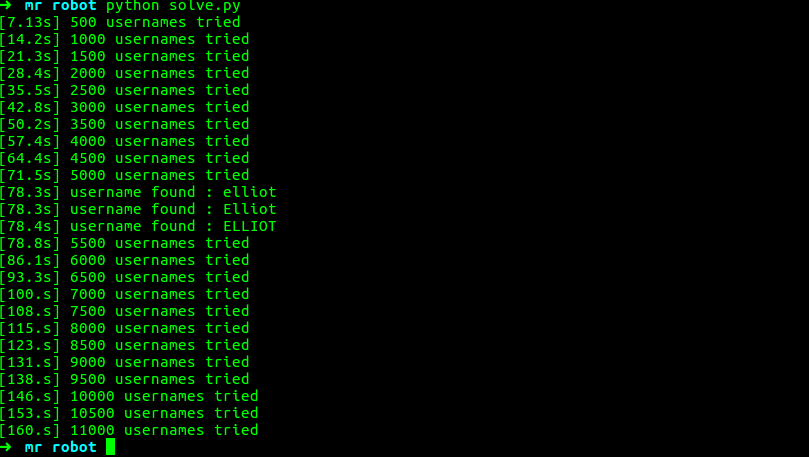 ➜ mr robot python solve.py
[7.13s] 500 usernames tried
[14.2s] 1000 usernames tried
[21.3s] 1500 usernames tried
[28.4s] 2000 usernames tried
[35.5s] 2500 usernames tried
[42.8s] 3000 usernames tried
[50.2s] 3500 usernames tried
[57.4s] 4000 usernames tried
[64.4s] 4500 usernames tried
[71.5s] 5000 usernames tried
[78.3s] username found : elliot
[78.3s] username found : Elliot
[78.4s] username found : ELLIOT
[78.8s] 5500 usernames tried
[86.1s] 6000 usernames tried
[93.3s] 6500 usernames tried
[100.s] 7000 usernames tried
[108.s] 7500 usernames tried
[115.s] 8000 usernames tried
[123.s] 8500 usernames tried
[131.s] 9000 usernames tried
[138.s] 9500 usernames tried
[146.s] 10000 usernames tried
[153.s] 10500 usernames tried
[160.s] 11000 usernames tried
➜ mr robot